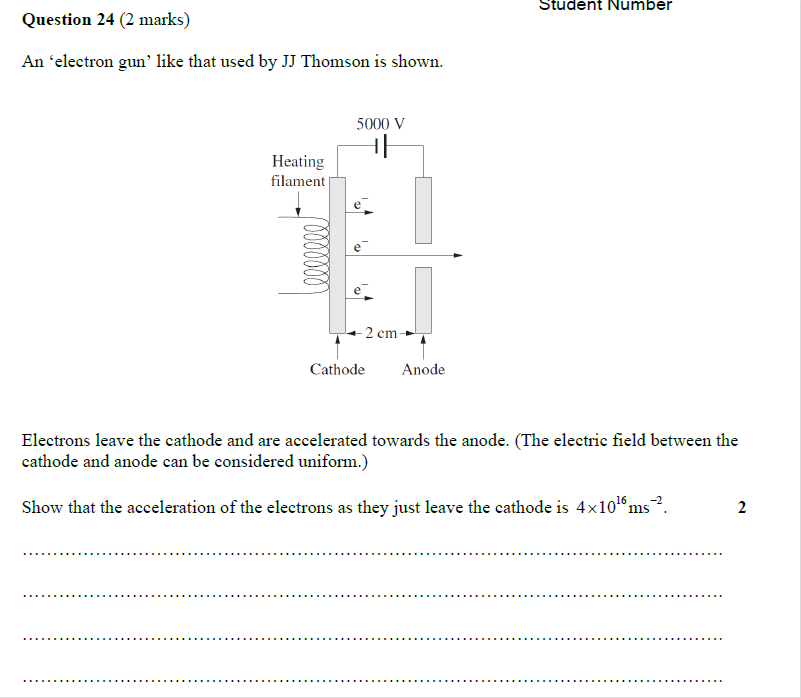 Student Number
Question 24 (2 marks)
An ‘electron gun’ like that used by JJ Thomson is shown.
5000 V
Heating
filament
e⁻
e⁻
e⁻
2 cm
Cathode Anode
Electrons leave the cathode and are accelerated towards the anode. (The electric field between the
cathode and anode can be considered uniform.)
Show that the acceleration of the electrons as they just leave the cathode is 4×10¹⁶ ms⁻². 2